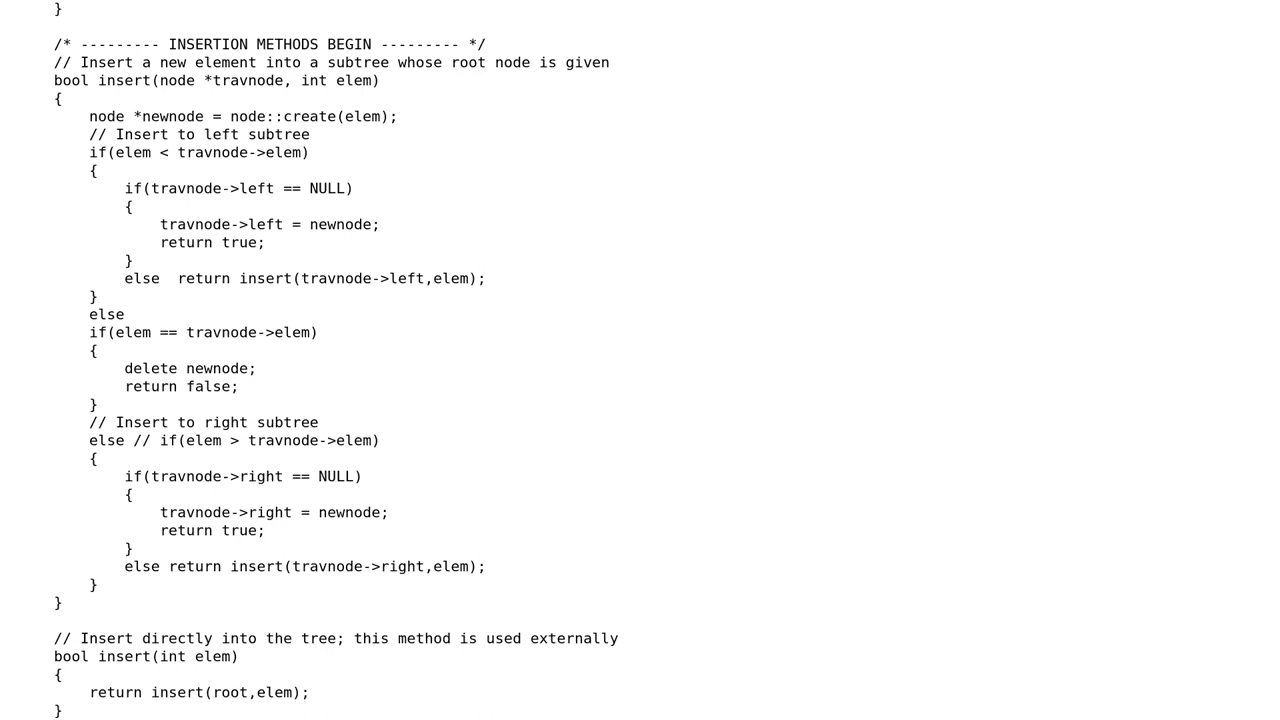 }
/* --------- INSERTION METHODS BEGIN --------- */
// Insert a new element into a subtree whose root node is given
bool insert(node *travnode, int elem)
{
    node *newnode = node::create(elem);
    // Insert to left subtree
    if(elem < travnode->elem)
    {
        if(travnode->left == NULL)
        {
            travnode->left = newnode;
            return true;
        }
        else  return insert(travnode->left,elem);
    }
    else
    if(elem == travnode->elem)
    {
        delete newnode;
        return false;
    }
    // Insert to right subtree
    else // if(elem > travnode->elem)
    {
        if(travnode->right == NULL)
        {
            travnode->right = newnode;
            return true;
        }
        else return insert(travnode->right,elem);
    }
}
// Insert directly into the tree; this method is used externally
bool insert(int elem)
{
    return insert(root,elem);
}